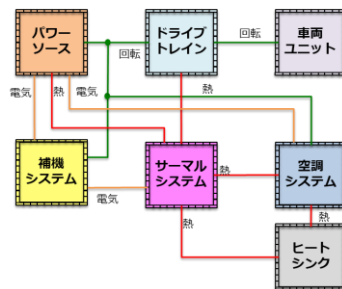 パワー
ソース
ドライブ
トレイン
車両
ユニット
回転
回転
電気
熱
電気
熱
補機
システム
サーマル
システム
空調
システム
熱
電気
熱
熱
ヒート
シンク